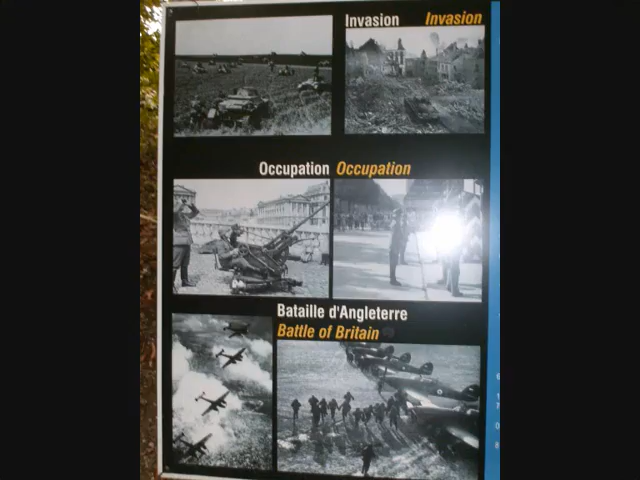 Invasion Invasion
Occupation Occupation
Bataille d'Angleterre
Battle of Britain